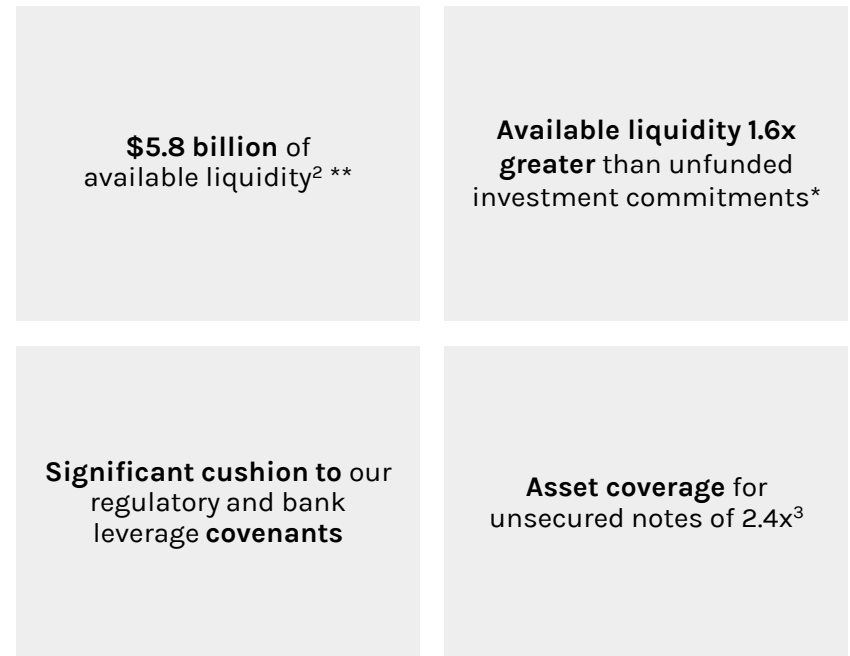 $5.8 billion of
available liquidity² **
Available liquidity 1.6x
greater than unfunded
investment commitments*
Significant cushion to our
regulatory and bank
leverage covenants
Asset coverage for
unsecured notes of 2.4x³